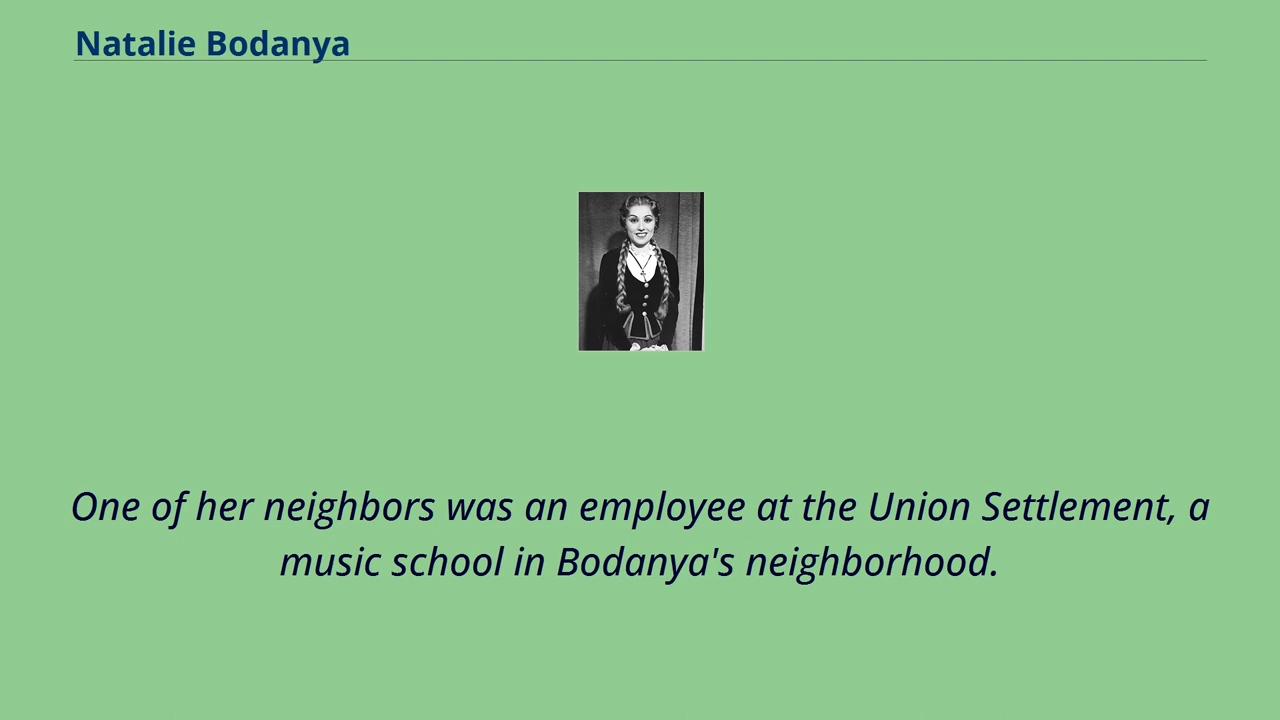 Natalie Bodanya
One of her neighbors was an employee at the Union Settlement, a
music school in Bodanya's neighborhood.